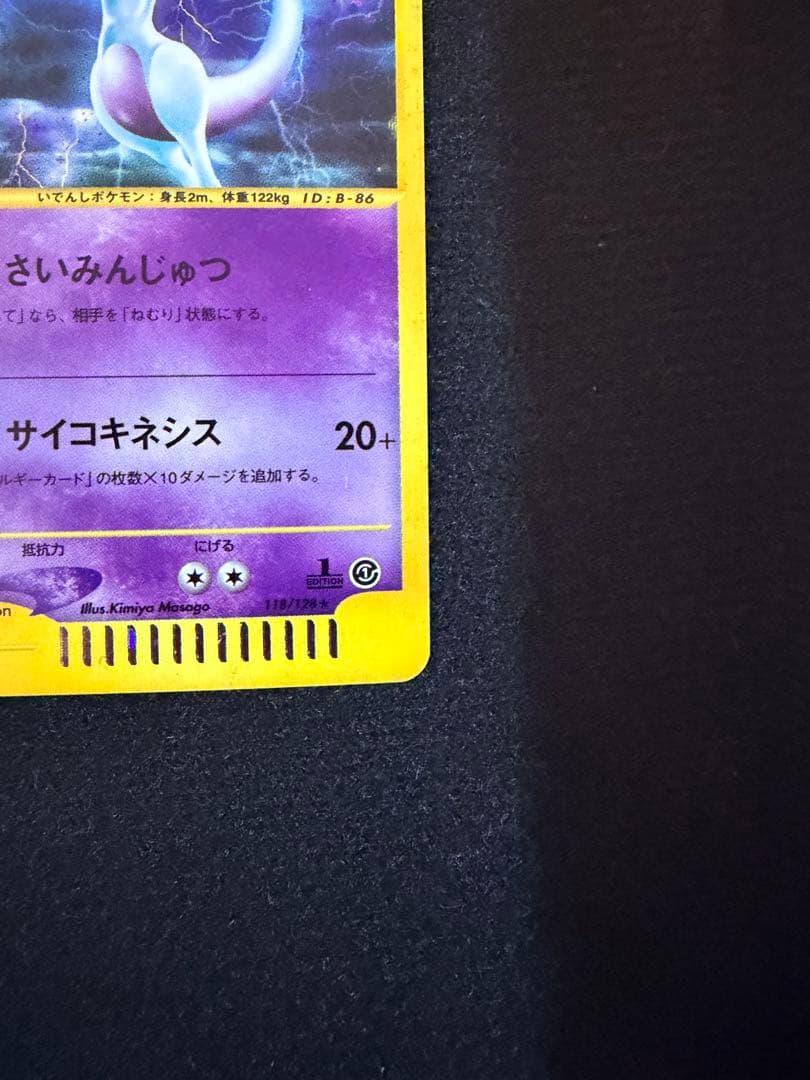 いでんしポケモン：身長2m、体重122kg ID:B-86
さいみんじゅつ
て」なら、相手を「ねむり」状態にする。
サイコキネシス 20+
ルギーカード」の枚数×10ダメージを追加する。
抵抗力 にげる
1 EDITION
on Illus.Kimiya Masago 118/128★